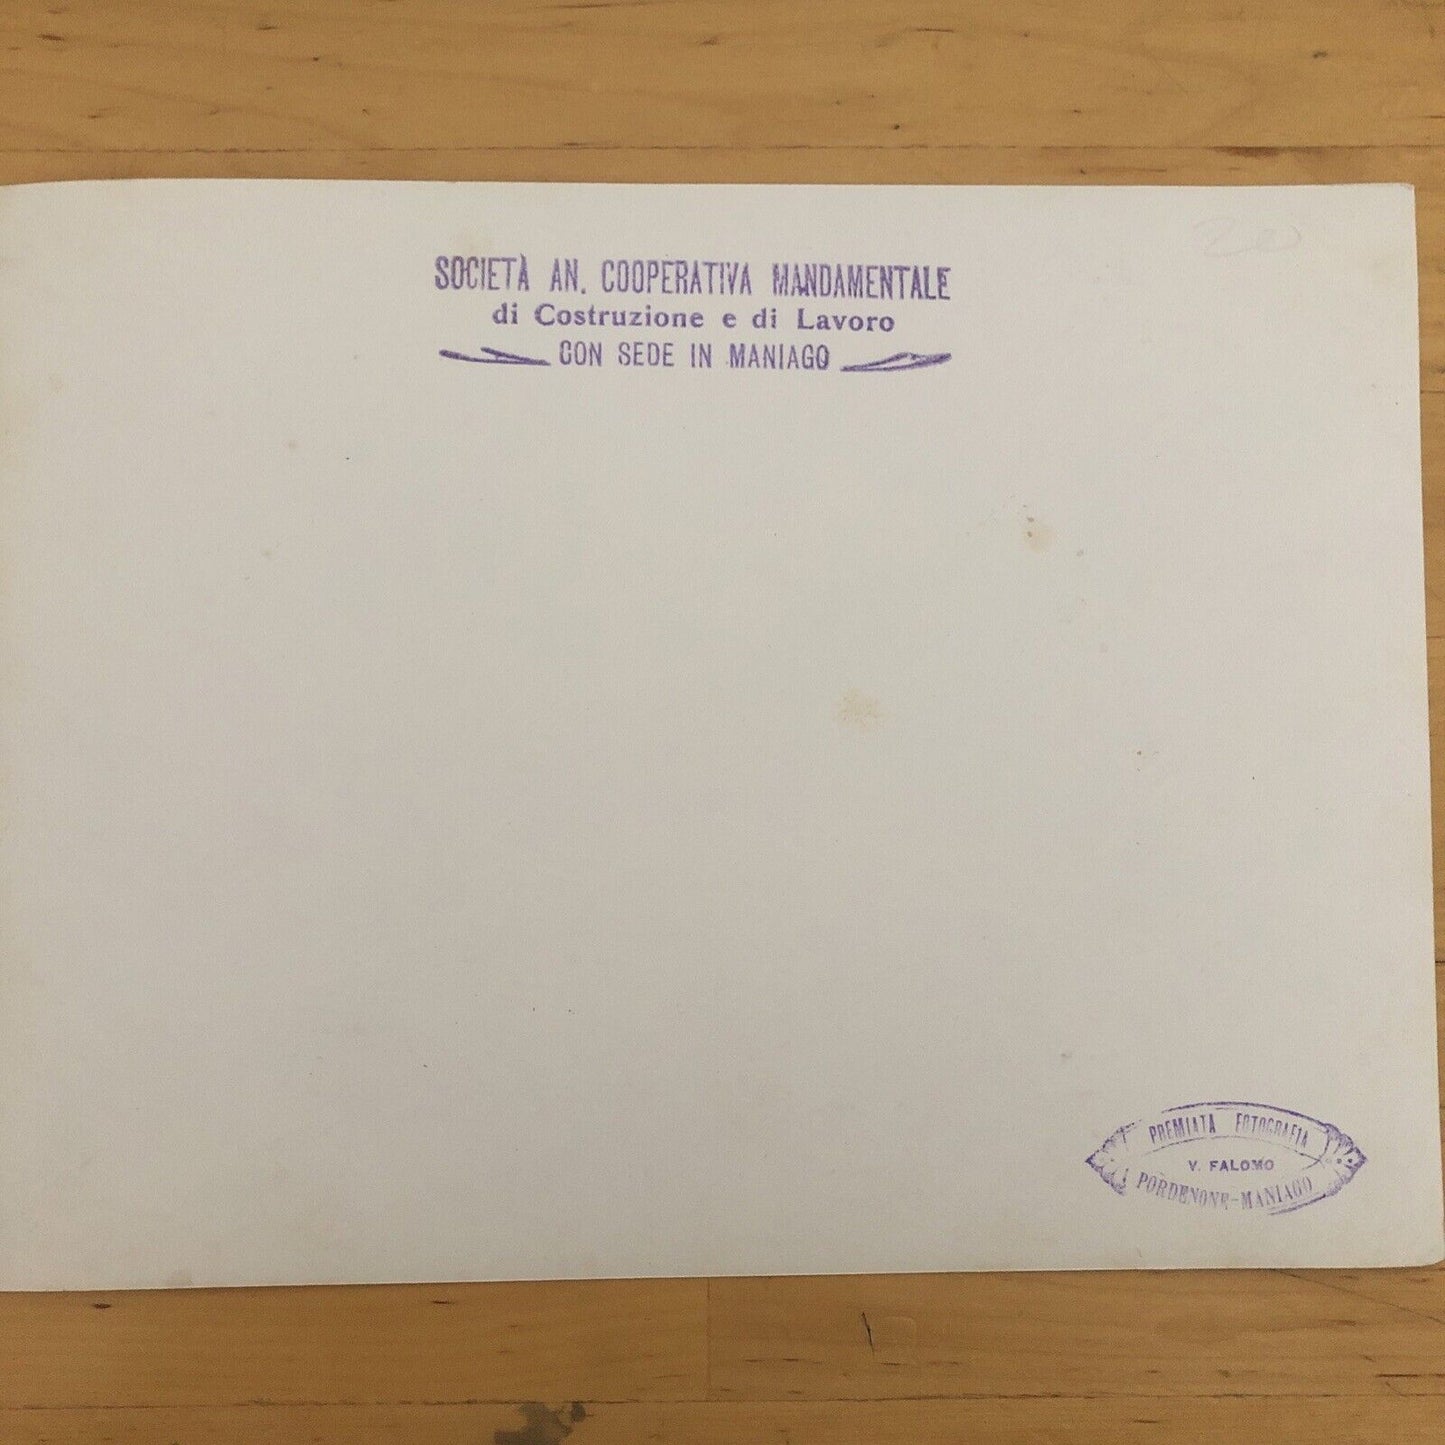 SOCIETÀ AN. COOPERATIVA MANDAMENTALE
di Costruzione e di Lavoro
CON SEDE IN MANIAGO
PREMIATA FOTOGRAFIA
V. FALOMO
PORDENONE-MANIAGO